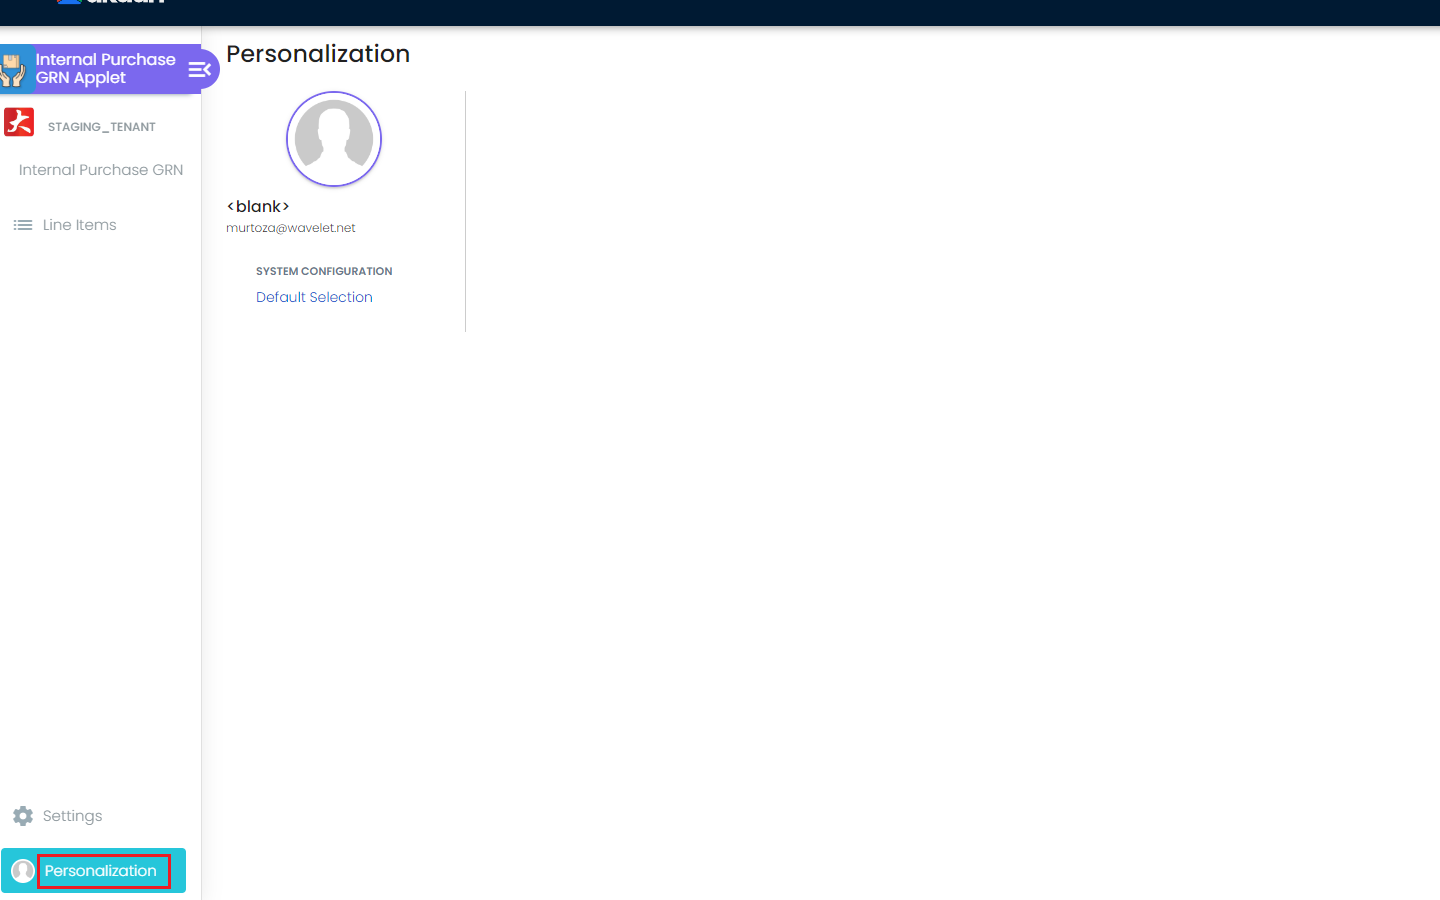 Internal Purchase
GRN Applet
STAGING_TENANT
Internal Purchase GRN
Line Items
Settings
Personalization
Personalization
<blank>
murtoza@wavelet.net
SYSTEM CONFIGURATION
Default Selection